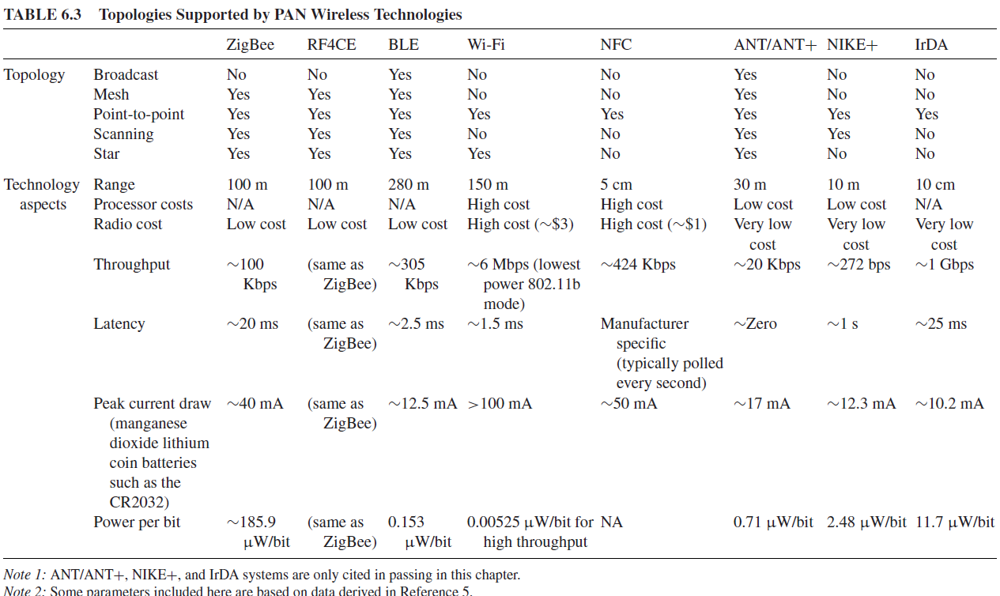 TABLE 6.3 Topologies Supported by PAN Wireless Technologies
ZigBee RF4CE BLE Wi-Fi NFC ANT/ANT+ NIKE+ IrDA
Topology Broadcast No No Yes No No Yes No No
Mesh Yes Yes Yes No No Yes No No
Point-to-point Yes Yes Yes Yes Yes Yes Yes Yes
Scanning Yes Yes Yes No No Yes Yes No
Star Yes Yes Yes Yes No Yes No No
Technology Range 100 m 100 m 280 m 150 m 5 cm 30 m 10 m 10 cm
aspects Processor costs N/A N/A N/A High cost High cost Low cost Low cost N/A
Radio cost Low cost Low cost Low cost High cost (∼$3) High cost (∼$1) Very low Very low Very low
cost cost cost
Throughput ∼100 (same as ∼305 ∼6 Mbps (lowest ∼424 Kbps ∼20 Kbps ∼272 bps ∼1 Gbps
Kbps ZigBee) Kbps power 802.11b
mode)
Latency ∼20 ms (same as ∼2.5 ms ∼1.5 ms Manufacturer ∼Zero ∼1 s ∼25 ms
ZigBee) specific
(typically polled
every second)
Peak current draw ∼40 mA (same as ∼12.5 mA >100 mA ∼50 mA ∼17 mA ∼12.3 mA ∼10.2 mA
(manganese ZigBee)
dioxide lithium
coin batteries
such as the
CR2032)
Power per bit ∼185.9 (same as 0.153 0.00525 μW/bit for NA 0.71 μW/bit 2.48 μW/bit 11.7 μW/bit
μW/bit ZigBee) μW/bit high throughput
Note 1: ANT/ANT+, NIKE+, and IrDA systems are only cited in passing in this chapter.
Note 2: Some parameters included here are based on data derived in Reference 5.